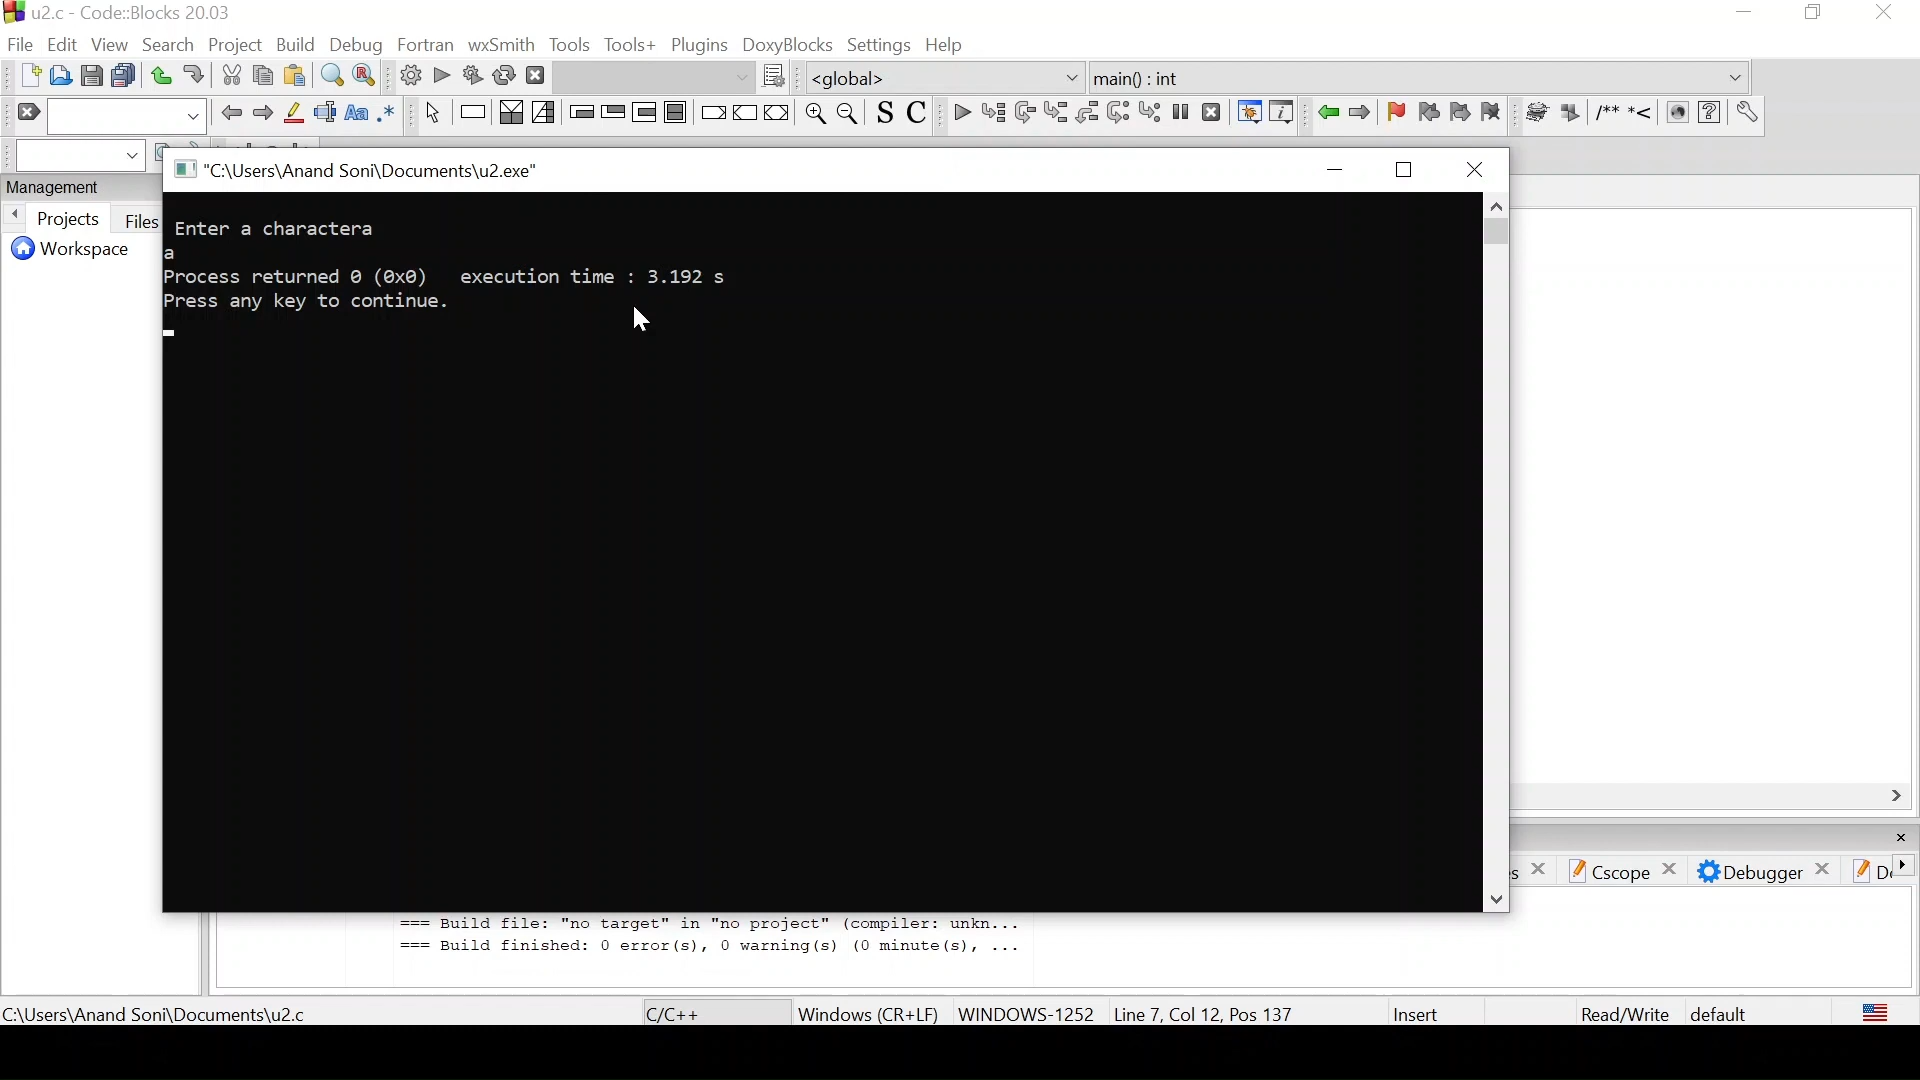 u2.c - Code::Blocks 20.03
File Edit View Search Project Build Debug Fortran wxSmith Tools Tools+ Plugins DoxyBlocks Settings Help
<global> main() : int
Aa .* S C /** *<
"C:\Users\Anand Soni\Documents\u2.exe"
Management
Projects Files
Workspace
Enter a charactera
a
Process returned 0 (0x0) execution time : 3.192 s
Press any key to continue.
Cscope Debugger
=== Build file: "no target" in "no project" (compiler: unkn...
=== Build finished: 0 error(s), 0 warning(s) (0 minute(s), ...
C:\Users\Anand Soni\Documents\u2.c C/C++ Windows (CR+LF) WINDOWS-1252 Line 7, Col 12, Pos 137 Insert Read/Write default